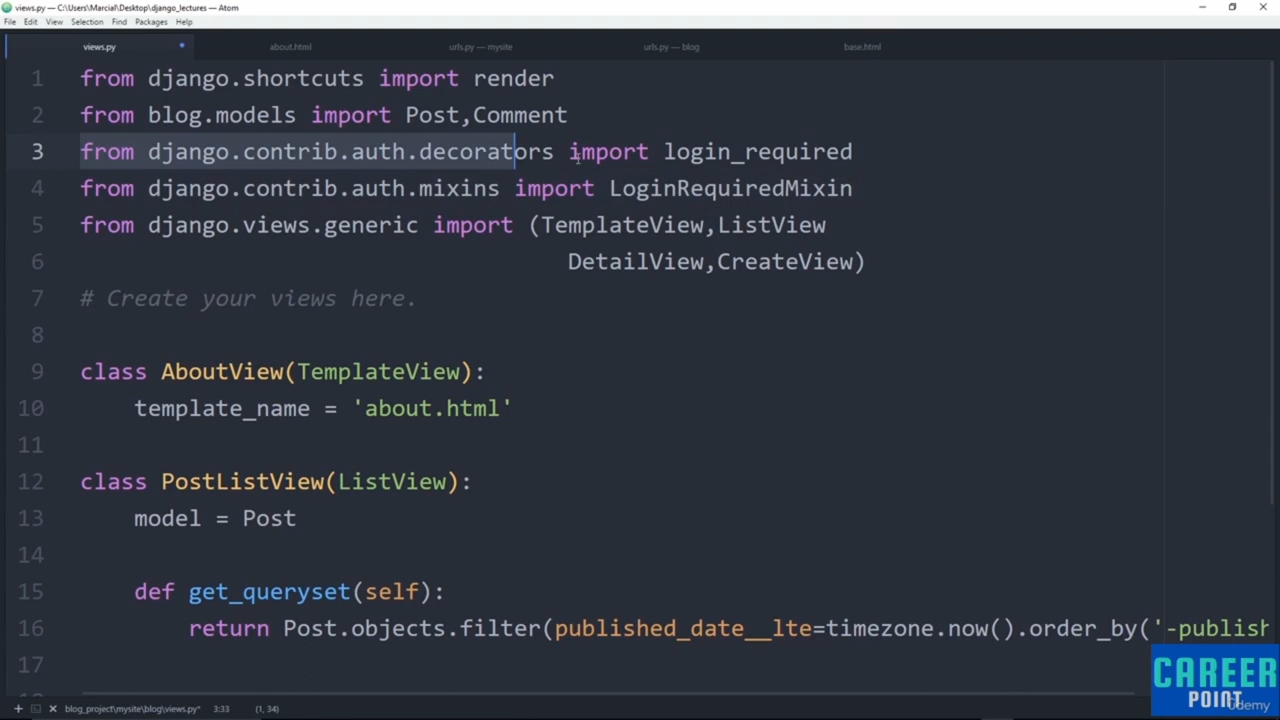 views.py — C:\Users\Marcial\Desktop\django_lectures — Atom
File Edit View Selection Find Packages Help
views.py about.html urls.py — mysite urls.py — blog base.html
1 from django.shortcuts import render
2 from blog.models import Post,Comment
3 from django.contrib.auth.decorators import login_required
4 from django.contrib.auth.mixins import LoginRequiredMixin
5 from django.views.generic import (TemplateView,ListView
6 DetailView,CreateView)
7 # Create your views here.
8
9 class AboutView(TemplateView):
10 template_name = 'about.html'
11
12 class PostListView(ListView):
13 model = Post
14
15 def get_queryset(self):
16 return Post.objects.filter(published_date__lte=timezone.now().order_by('-publish
17
CAREER
POINT
udemy
blog_project\mysite\blog\views.py* 3:33 (1, 34)